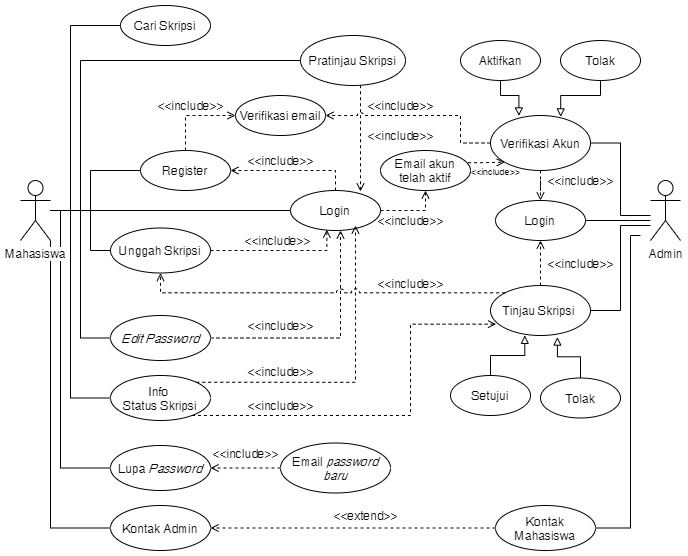 Cari Skripsi
Pratinjau Skripsi
Aktifkan
Tolak
<<include>>
Verifikasi email
<<include>>
<<include>>
Verifikasi Akun
Register
<<include>>
Email akun
telah aktif
<<include>>
<<include>>
Login
<<include>>
Login
Mahasiswa
Unggah Skripsi
<<include>>
Admin
<<include>>
<<include>>
Tinjau Skripsi
Edit Password
<<include>>
<<include>>
Info
Status Skripsi
<<include>>
Setujui
Tolak
<<include>>
Lupa Password
Email password
baru
<<extend>>
Kontak Admin
Kontak
Mahasiswa